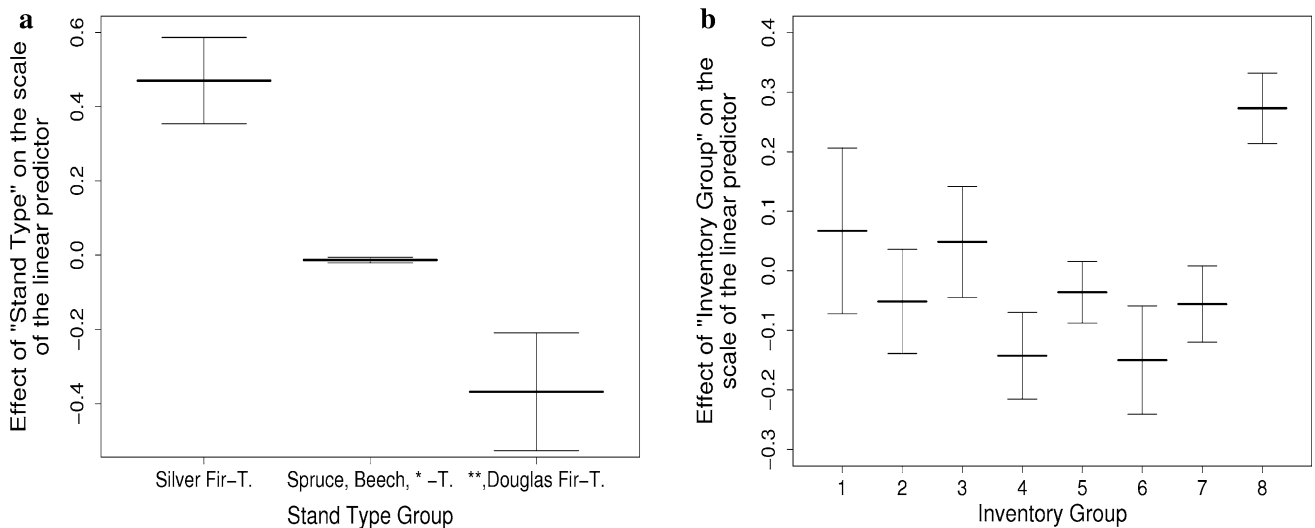 a
Effect of "Stand Type" on the scale
of the linear predictor
0.6
0.4
0.2
0.0
−0.2
−0.4
Silver Fir−T.
Spruce, Beech, * −T.
**,Douglas Fir−T.
Stand Type Group
b
Effect of "Inventory Group" on the
scale of the linear predictor
0.4
0.3
0.2
0.1
0.0
−0.1
−0.2
−0.3
1 2 3 4 5 6 7 8
Inventory Group